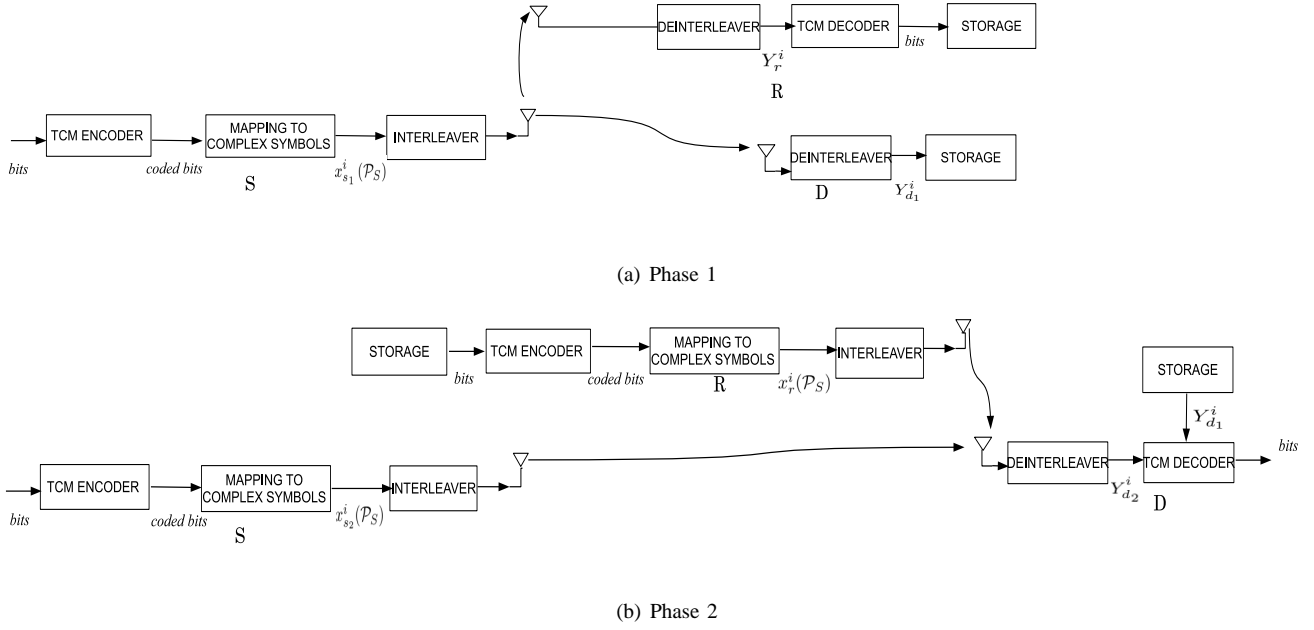 DEINTERLEAVER
TCM DECODER
bits
STORAGE
Y_r^i
R
TCM ENCODER
MAPPING TO
COMPLEX SYMBOLS
INTERLEAVER
bits
coded bits
x_{s_1}^i(P_S)
S
DEINTERLEAVER
STORAGE
D
Y_{d_1}^i
(a) Phase 1
STORAGE
TCM ENCODER
MAPPING TO
COMPLEX SYMBOLS
INTERLEAVER
bits
coded bits
R
x_r^i(P_S)
STORAGE
Y_{d_1}^i
TCM ENCODER
MAPPING TO
COMPLEX SYMBOLS
INTERLEAVER
bits
coded bits
x_{s_2}^i(P_S)
S
DEINTERLEAVER
Y_{d_2}^i
TCM DECODER
bits
D
(b) Phase 2